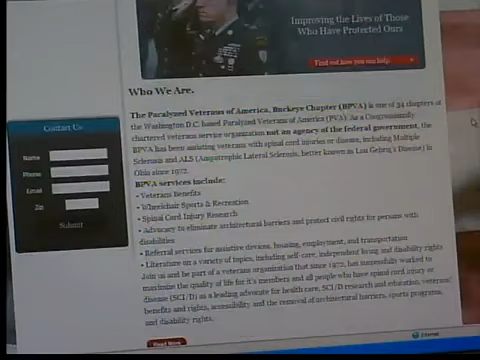 Improving the Lives of Those
Who Have Protected Ours
Find out how you can help
Who We Are.
The Paralyzed Veterans of America, Buckeye Chapter (BPVA) is one of 34 chapters of
the Washington D.C. based Paralyzed Veterans of America (PVA). As a Congressionally
chartered veterans service organization not an agency of the federal government, the
BPVA has been assisting veterans with spinal cord injuries or disease, including Multiple
Sclerosis and ALS (Amyotrophic Lateral Sclerosis, better known as Lou Gehrig's Disease) in
Ohio since 1972.
BPVA services include:
• Veterans Benefits
• Wheelchair Sports & Recreation
• Spinal Cord Injury Research
• Advocacy to eliminate architectural barriers and protect civil rights for persons with
disabilities
• Referral services for assistive devices, housing, employment, and transportation
• Literature on a variety of topics, including self-care, independent living and disability rights
Join us and be part of a veterans organization that since 1972, has successfully worked to
maximize the quality of life for it's members and all people who have spinal cord injury or
disease (SCI/D) as a leading advocate for health care, SCI/D research and education, veterans'
benefits and rights, accessibility and the removal of architectural barriers, sports programs,
and disability rights.
Read More
Contact Us
Name
Phone
Email
Zip
Submit
Internet